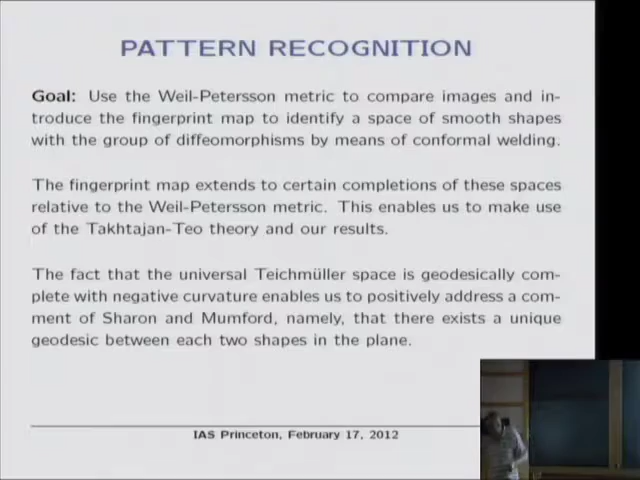 PATTERN RECOGNITION
Goal: Use the Weil-Petersson metric to compare images and in-
troduce the fingerprint map to identify a space of smooth shapes
with the group of diffeomorphisms by means of conformal welding.
The fingerprint map extends to certain completions of these spaces
relative to the Weil-Petersson metric. This enables us to make use
of the Takhtajan-Teo theory and our results.
The fact that the universal Teichmüller space is geodesically com-
plete with negative curvature enables us to positively address a com-
ment of Sharon and Mumford, namely, that there exists a unique
geodesic between each two shapes in the plane.
IAS Princeton, February 17, 2012